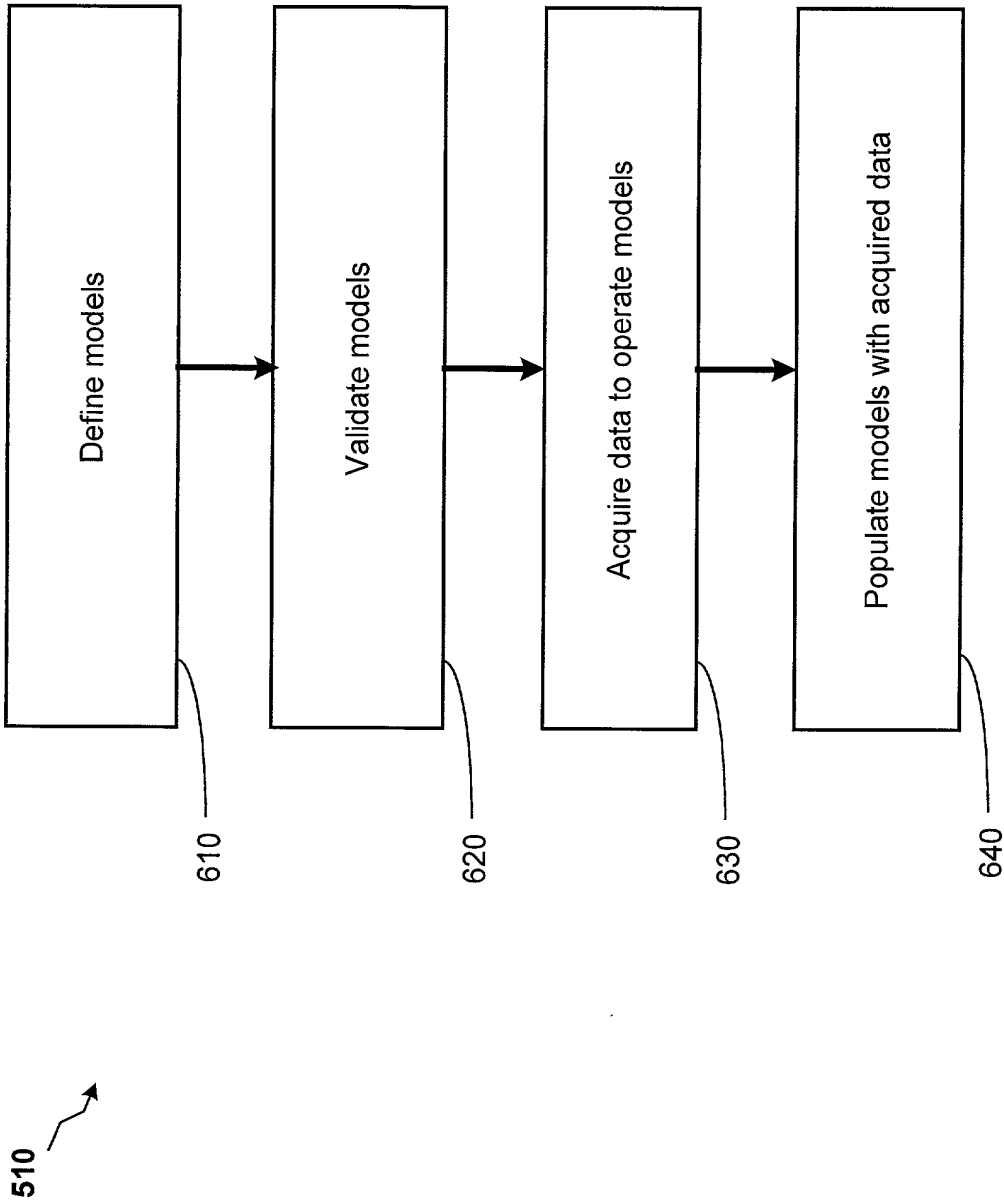 510
Define models
610
Validate models
620
Acquire data to operate models
630
Populate models with acquired data
640